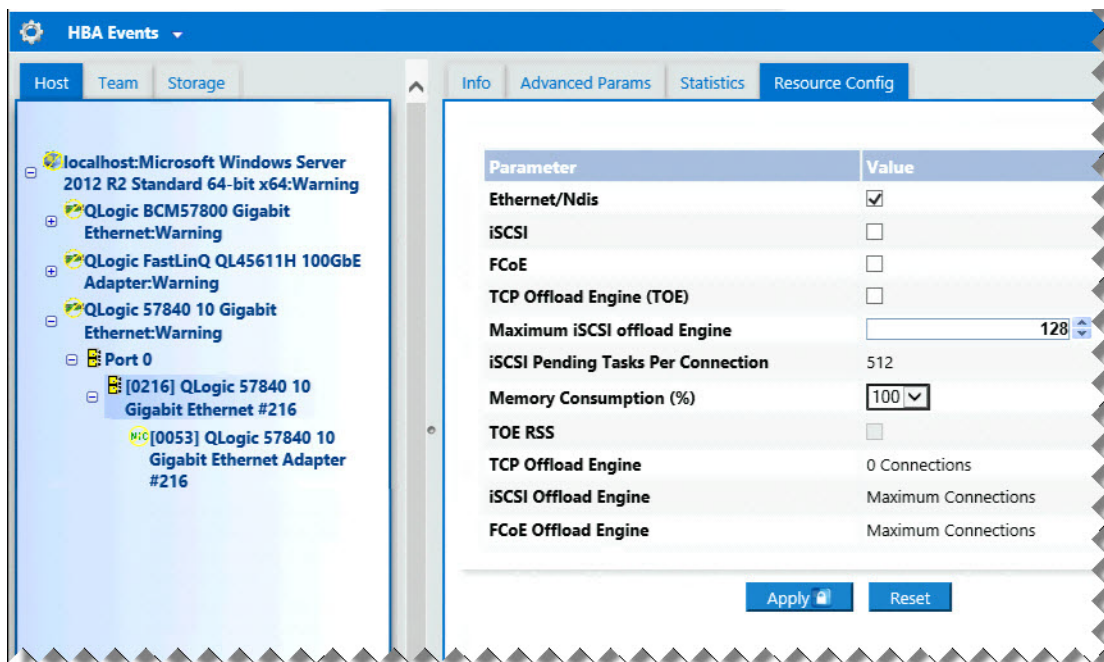 HBA Events
Host Team Storage
localhost:Microsoft Windows Server
2012 R2 Standard 64-bit x64:Warning
QLogic BCM57800 Gigabit
Ethernet:Warning
QLogic FastLinQ QL45611H 100GbE
Adapter:Warning
QLogic 57840 10 Gigabit
Ethernet:Warning
Port 0
[0216] QLogic 57840 10
Gigabit Ethernet #216
NIC [0053] QLogic 57840 10
Gigabit Ethernet Adapter
#216
Info Advanced Params Statistics Resource Config
Parameter Value
Ethernet/Ndis
iSCSI
FCoE
TCP Offload Engine (TOE)
Maximum iSCSI offload Engine 128
iSCSI Pending Tasks Per Connection 512
Memory Consumption (%) 100
TOE RSS
TCP Offload Engine 0 Connections
iSCSI Offload Engine Maximum Connections
FCoE Offload Engine Maximum Connections
Apply Reset